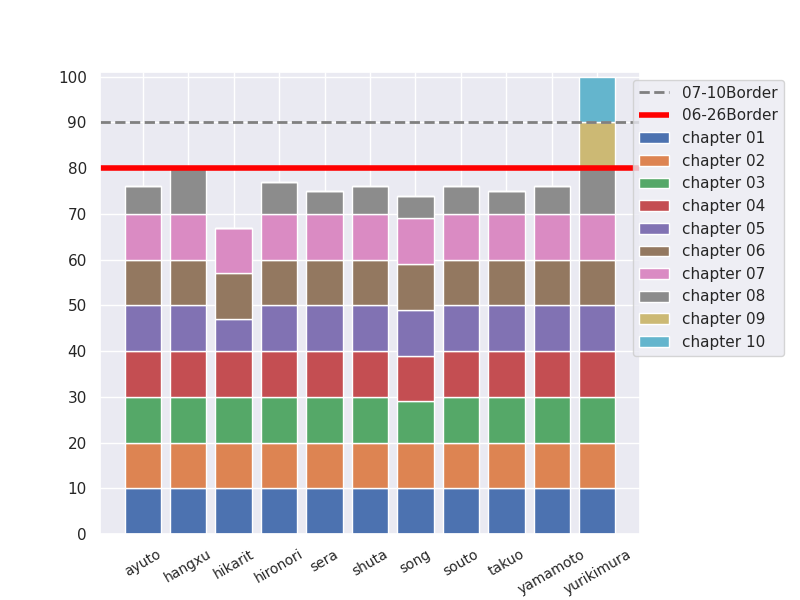 100
90
80
70
60
50
40
30
20
10
0
ayuto
hangxu
hikarit
hironori
sera
shuta
song
souto
takuo
yamamoto
yurikimura
07-10Border
06-26Border
chapter 01
chapter 02
chapter 03
chapter 04
chapter 05
chapter 06
chapter 07
chapter 08
chapter 09
chapter 10